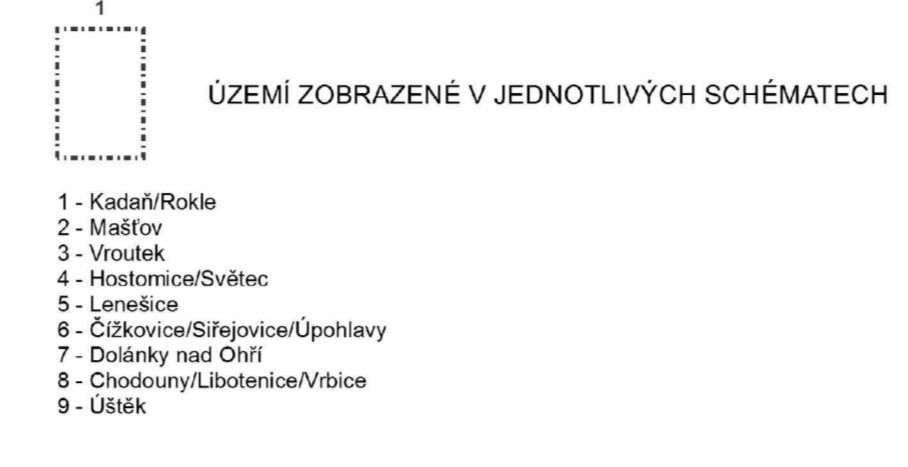 1
ÚZEMÍ ZOBRAZENÉ V JEDNOTLIVÝCH SCHÉMATECH
1 - Kadaň/Rokle
2 - Mašťov
3 - Vroutek
4 - Hostomice/Světec
5 - Lenešice
6 - Čížkovice/Siřejovice/Úpohlavy
7 - Dolánky nad Ohří
8 - Chodouny/Libotenice/Vrbice
9 - Úštěk